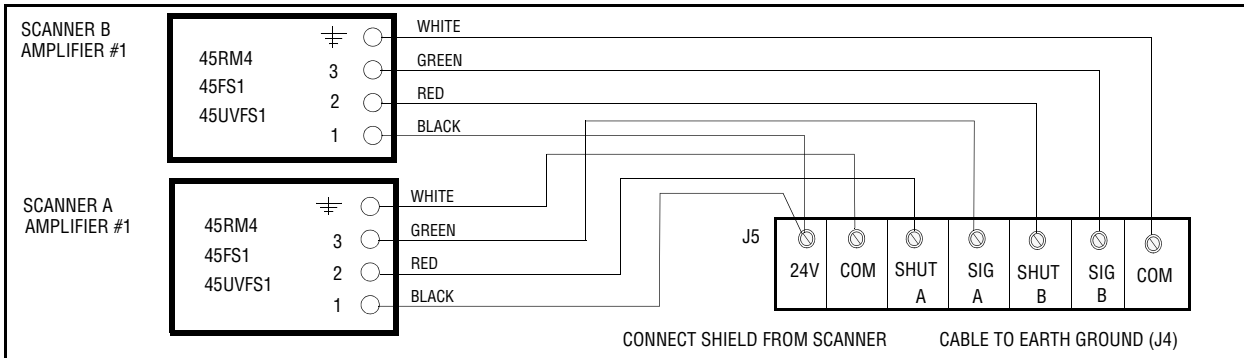 SCANNER B
AMPLIFIER #1
45RM4
45FS1
45UVFS1
3
2
1
WHITE
GREEN
RED
BLACK
SCANNER A
AMPLIFIER #1
45RM4
45FS1
45UVFS1
3
2
1
WHITE
GREEN
RED
BLACK
J5
24V
COM
SHUT
A
SIG
A
SHUT
B
SIG
B
COM
CONNECT SHIELD FROM SCANNER CABLE TO EARTH GROUND (J4)